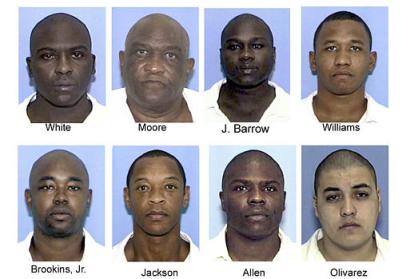 White
Moore
J. Barrow
Williams
Brookins, Jr.
Jackson
Allen
Olivarez